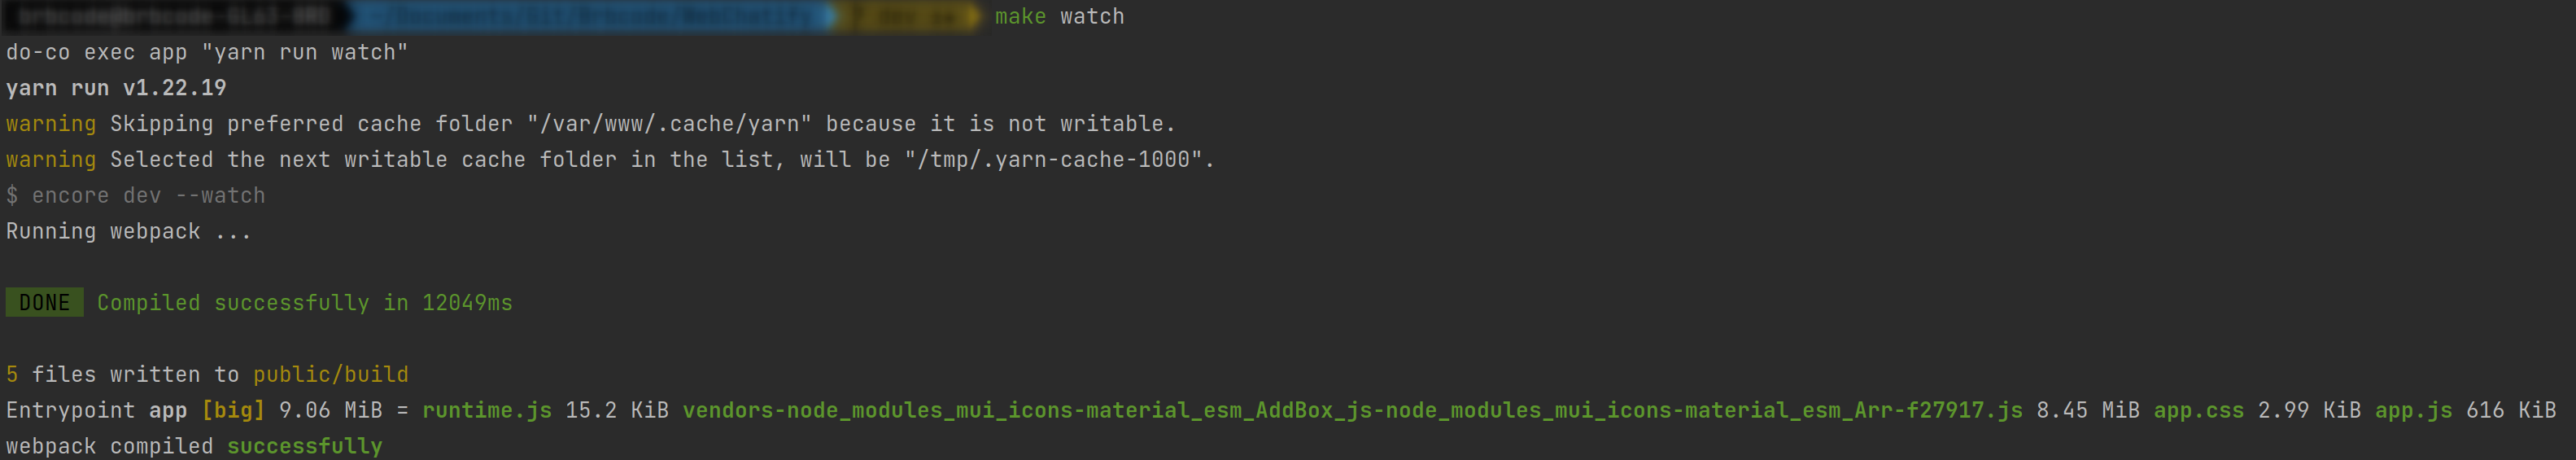 make watch
do-co exec app "yarn run watch"
yarn run v1.22.19
warning Skipping preferred cache folder "/var/www/.cache/yarn" because it is not writable.
warning Selected the next writable cache folder in the list, will be "/tmp/.yarn-cache-1000".
$ encore dev --watch
Running webpack ...
DONE Compiled successfully in 12049ms
5 files written to public/build
Entrypoint app [big] 9.06 MiB = runtime.js 15.2 KiB vendors-node_modules_mui_icons-material_esm_AddBox_js-node_modules_mui_icons-material_esm_Arr-f27917.js 8.45 MiB app.css 2.99 KiB app.js 616 KiB
webpack compiled successfully